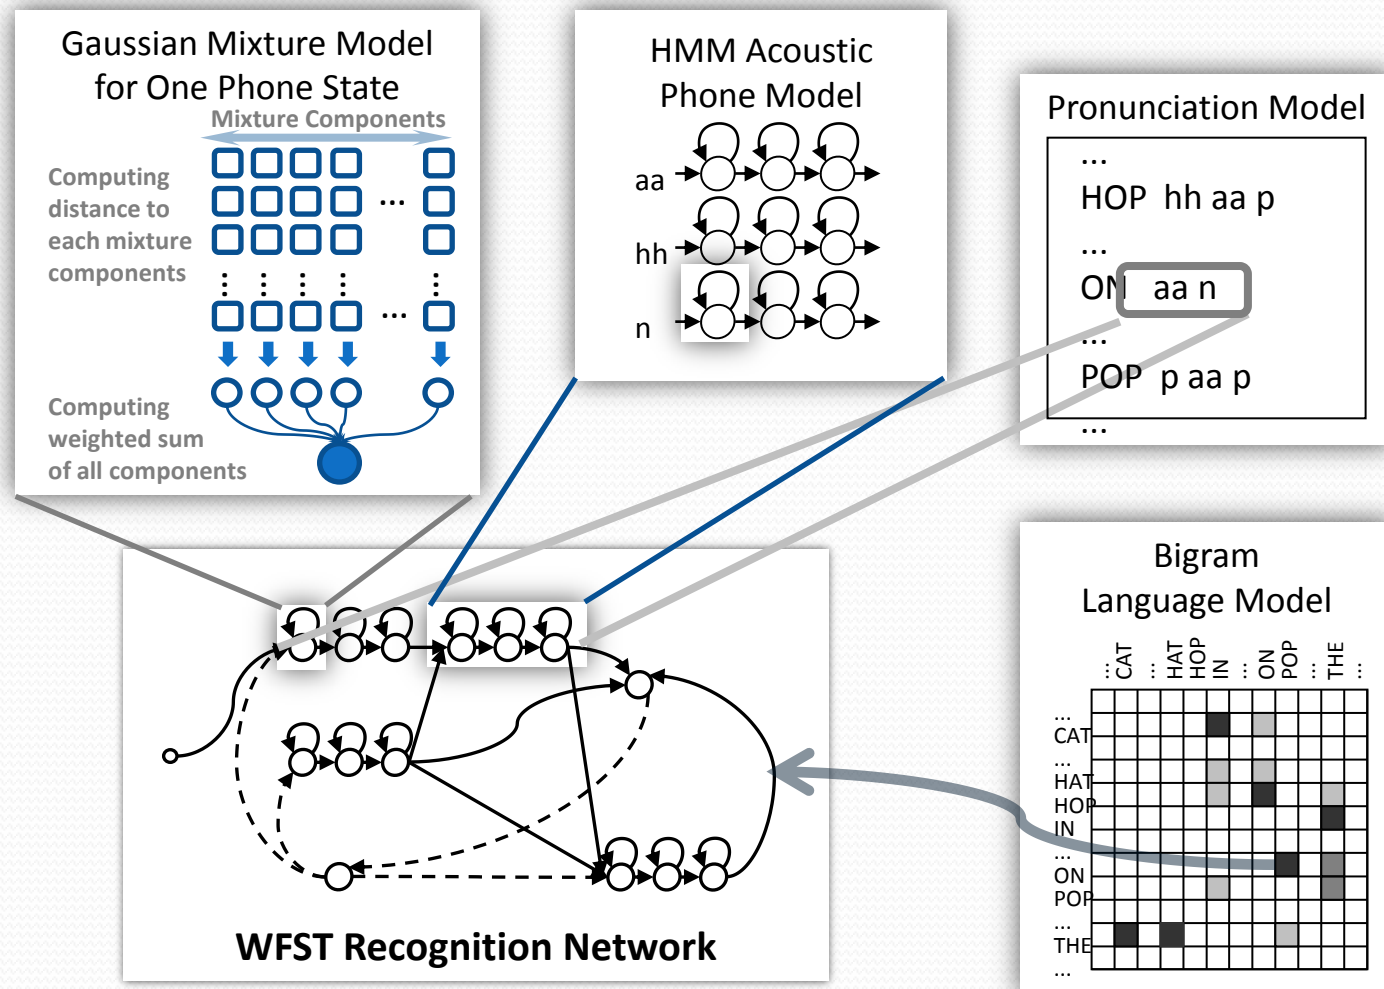 Gaussian Mixture Model
for One Phone State
Mixture Components
Computing
distance to
each mixture
components
...
...
Computing
weighted sum
of all components
HMM Acoustic
Phone Model
aa
hh
n
Pronunciation Model
...
HOP hh aa p
...
ON aa n
...
POP p aa p
...
WFST Recognition Network
Bigram
Language Model
... CAT ... HAT HOP IN ... ON POP ... THE ...
...
CAT
...
HAT
HOP
IN
...
ON
POP
...
THE
...